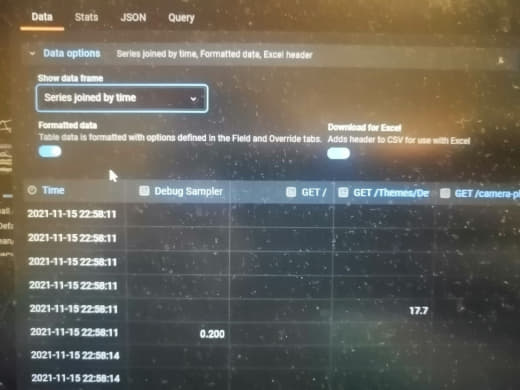 Data Stats JSON Query
Data options Series joined by time, Formatted data, Excel header
Show data frame
Series joined by time
Formatted data
Table data is formatted with options defined in the Field and Override tabs.
Download for Excel
Adds header to CSV for use with Excel
Time Debug Sampler GET / GET /Themes/De GET /camera-p
2021-11-15 22:58:11
2021-11-15 22:58:11
2021-11-15 22:58:11
2021-11-15 22:58:11
2021-11-15 22:58:11 17.7
2021-11-15 22:58:11 0.200
2021-11-15 22:58:14
2021-11-15 22:58:14